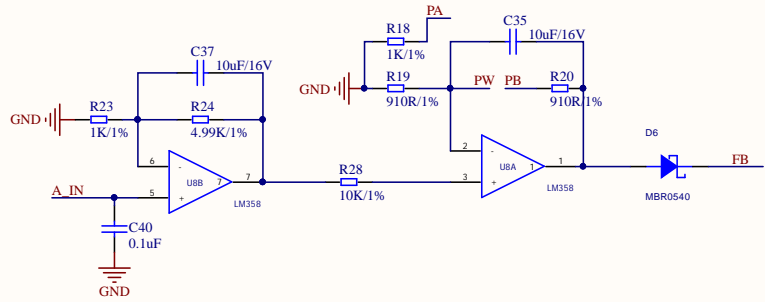 PA
R18
1K/1%
C35
10uF/16V
C37
10uF/16V
GND
R19
910R/1%
PW
PB
R20
910R/1%
GND
R23
1K/1%
R24
4.99K/1%
D6
2
-
U8A
1
1
3
+
LM358
FB
MBR0540
6
-
U8B
7
7
5
+
LM358
R28
10K/1%
A_IN
C40
0.1uF
GND